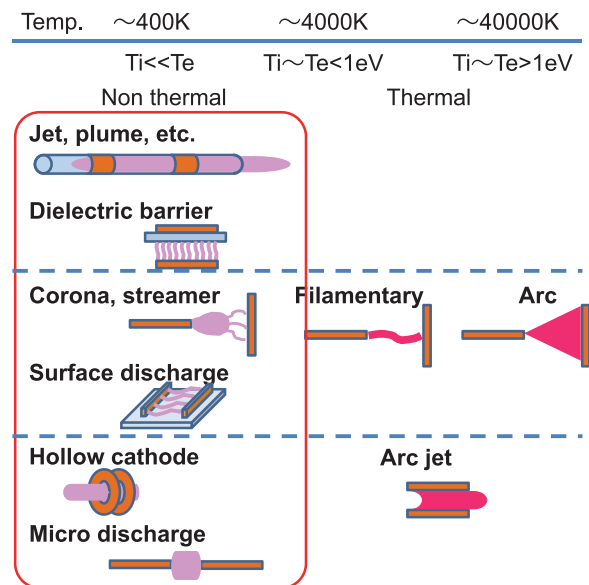 Temp. ～400K ～4000K ～40000K
Ti<<Te Ti～Te<1eV Ti～Te>1eV
Non thermal Thermal
Jet, plume, etc.
Dielectric barrier
Corona, streamer Filamentary Arc
Surface discharge
Hollow cathode Arc jet
Micro discharge